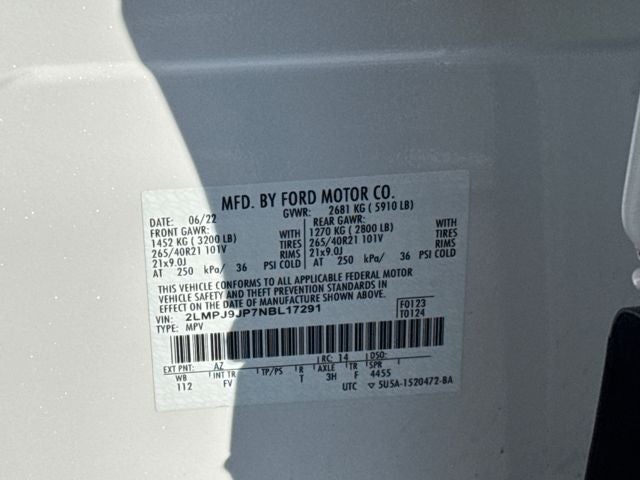 MFD. BY FORD MOTOR CO.
DATE: 06/22 GVWR: 2681 KG ( 5910 LB)
FRONT GAWR: WITH REAR GAWR: WITH
1452 KG ( 3200 LB) TIRES 1270 KG ( 2800 LB) TIRES
265/40R21 101V RIMS 265/40R21 101V RIMS
21x9.0J 21x9.0J
AT 250 kPa/ 36 PSI COLD AT 250 kPa/ 36 PSI COLD
THIS VEHICLE CONFORMS TO ALL APPLICABLE FEDERAL MOTOR
VEHICLE SAFETY AND THEFT PREVENTION STANDARDS IN
EFFECT ON THE DATE OF MANUFACTURE SHOWN ABOVE. F0123
VIN: 2LMPJ9JP7NBL17291 T0124
TYPE: MPV
RC: 14 DSO:
EXT PNT: AZ
WB INT TR TP/PS R AXLE TR SPR
112 FV T 3H F 4455
UTC ▽ 5U5A-1520472-BA